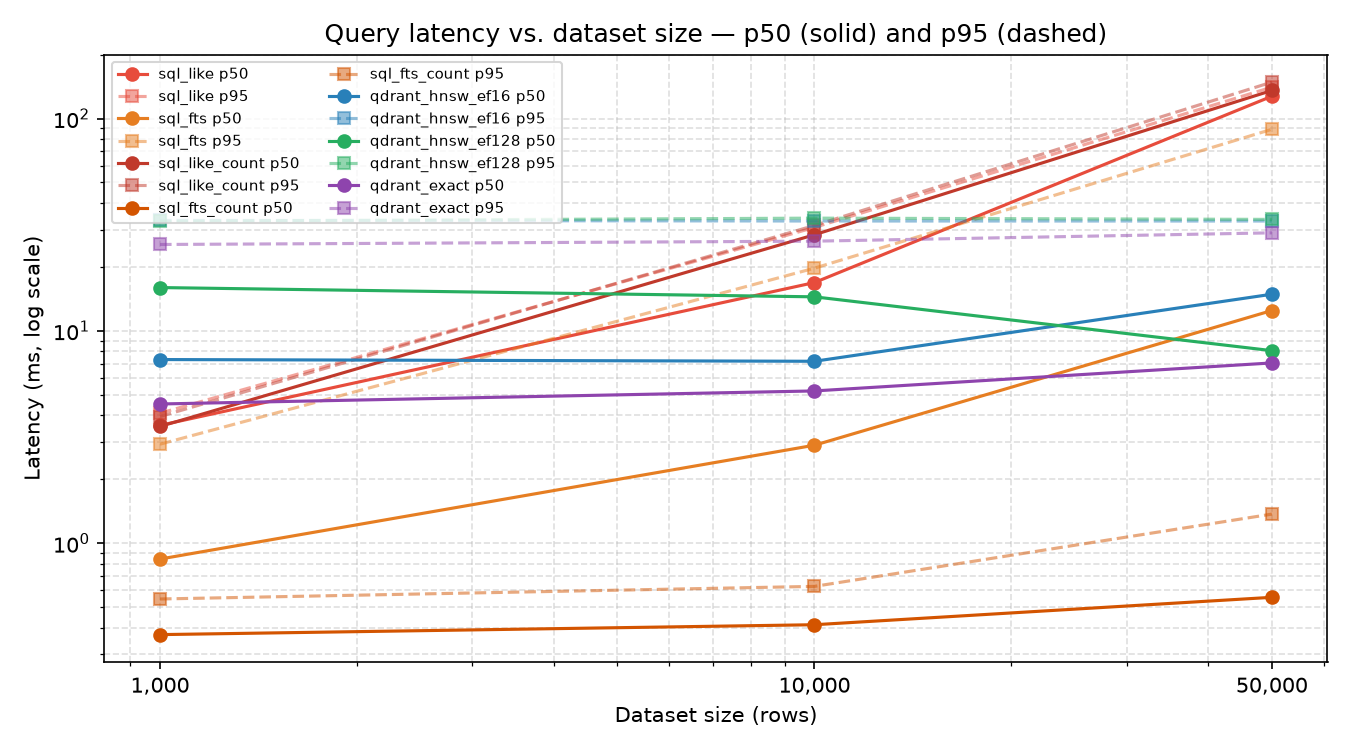 Query latency vs. dataset size — p50 (solid) and p95 (dashed)
sql_like p50
sql_like p95
sql_fts p50
sql_fts p95
sql_like_count p50
sql_like_count p95
sql_fts_count p50
sql_fts_count p95
qdrant_hnsw_ef16 p50
qdrant_hnsw_ef16 p95
qdrant_hnsw_ef128 p50
qdrant_hnsw_ef128 p95
qdrant_exact p50
qdrant_exact p95
Latency (ms, log scale)
10²
10¹
10⁰
1,000
10,000
50,000
Dataset size (rows)